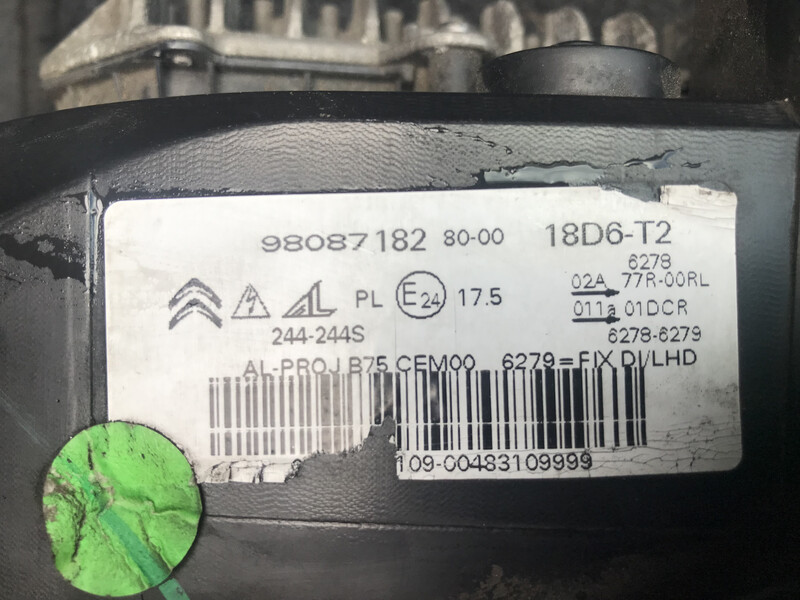 98087182 80-00 18D6-T2
6278
AL PL E24 17.5 02A 77R-00RL
011a 01DCR
244-244S 6278-6279
AL-PROJ B75 CEM00 6279=FIX DI/LHD
109-00483109999